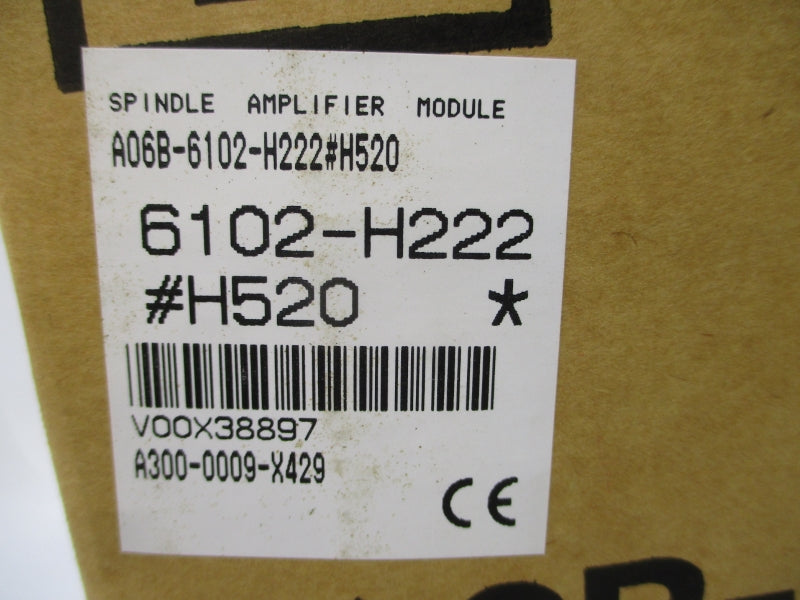 SPINDLE AMPLIFIER MODULE
A06B-6102-H222#H520
6102-H222
#H520 *
V00X38897
A300-0009-X429
CE